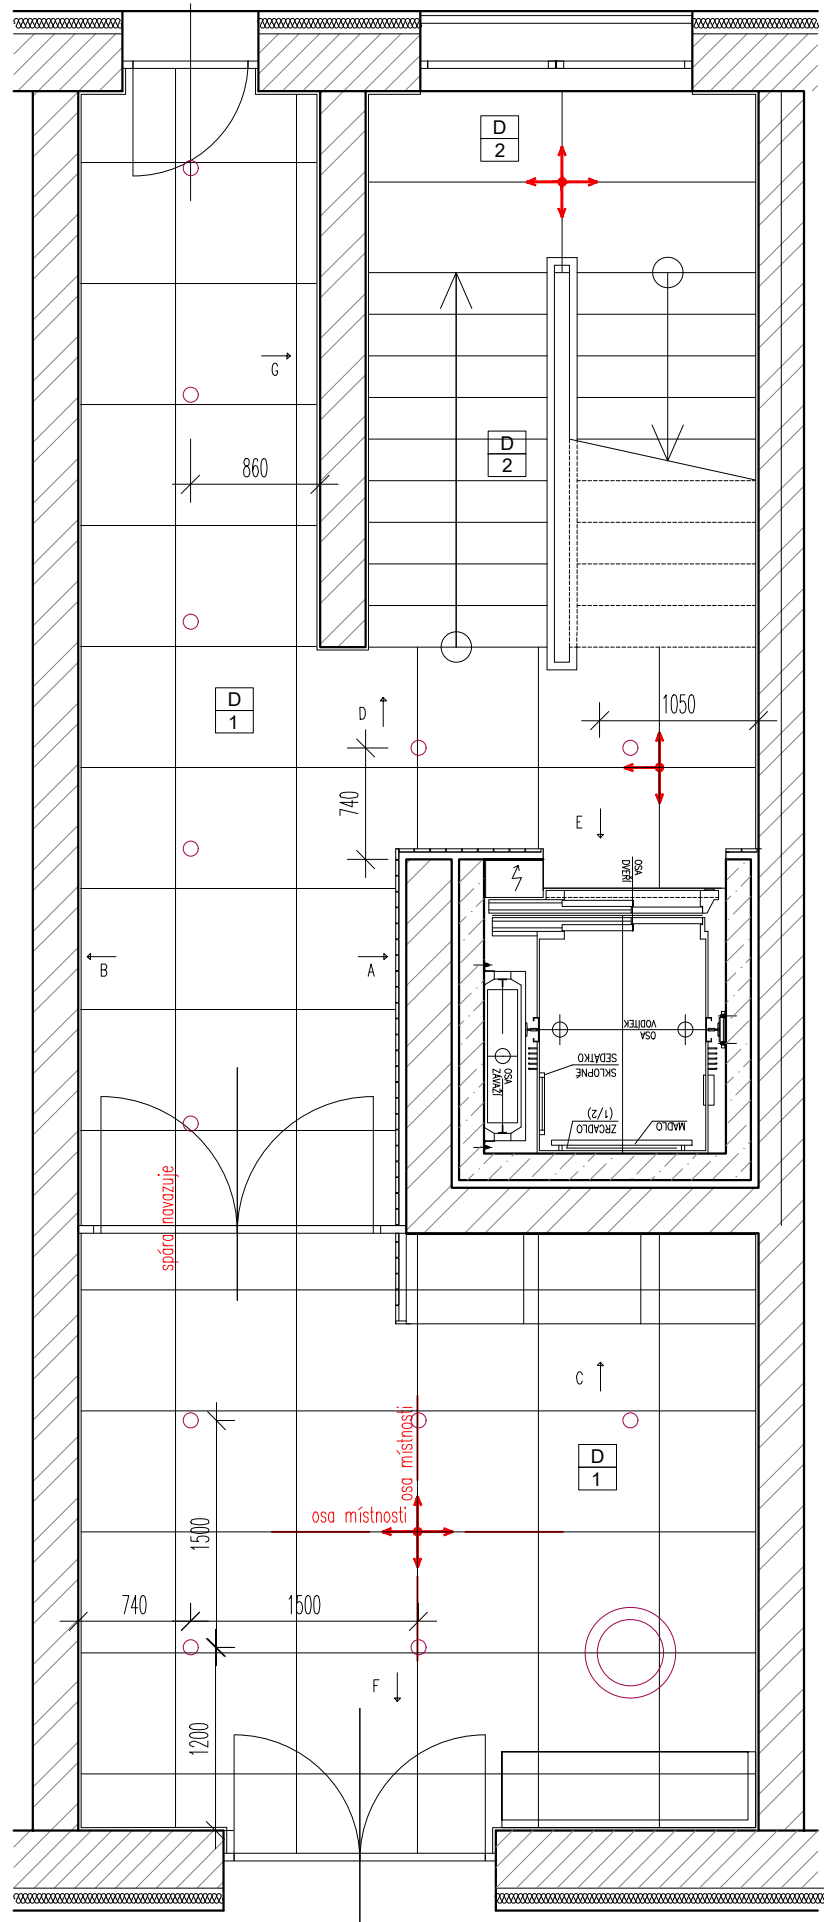 D
2
G
860
D
2
D
1
D
1050
740
E
OSA
DVEŘÍ
B
A
OSA
VODÍTEK
SKLOPNÉ
SEDÁTKO
OSA
ZÁVAŽÍ
ZRCADLO
(1/2)
MADLO
spára navazuje
C
osa místnosti
D
1
osa místnosti
1500
740
1500
F
1200